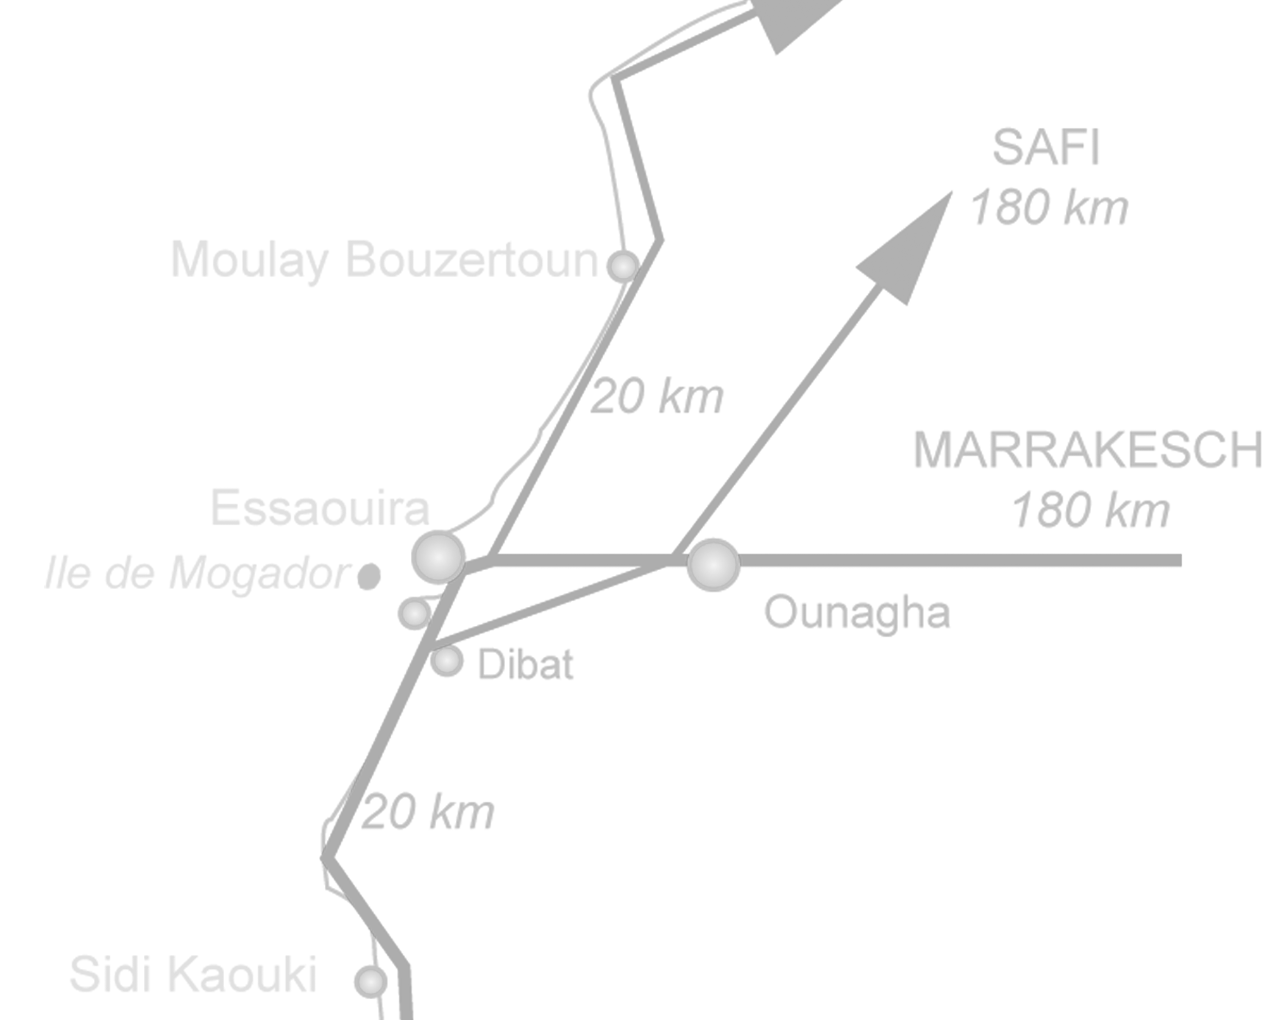 SAFI
180 km
Moulay Bouzertoun
20 km
MARRAKESCH
180 km
Essaouira
Ile de Mogador
Ounagha
Dibat
20 km
Sidi Kaouki